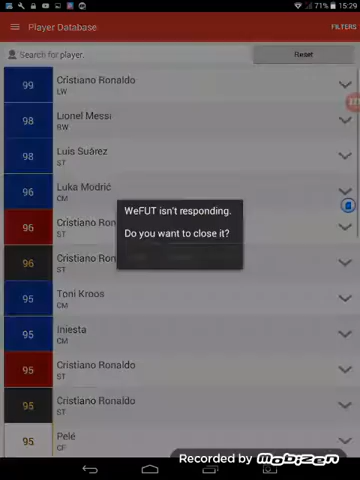 71% 15:29
Player Database
FILTERS
Search for player.
Reset
99 Cristiano Ronaldo
LW
98 Lionel Messi
RW
98 Luis Suárez
ST
96 Luka Modrić
CM
96 Cristiano Ron
ST
96 Cristiano Ron
ST
WeFUT isn't responding.
Do you want to close it?
95 Toni Kroos
CM
95 Iniesta
CM
95 Cristiano Ronaldo
ST
95 Cristiano Ronaldo
ST
95 Pelé
CF
Recorded by Mobizen